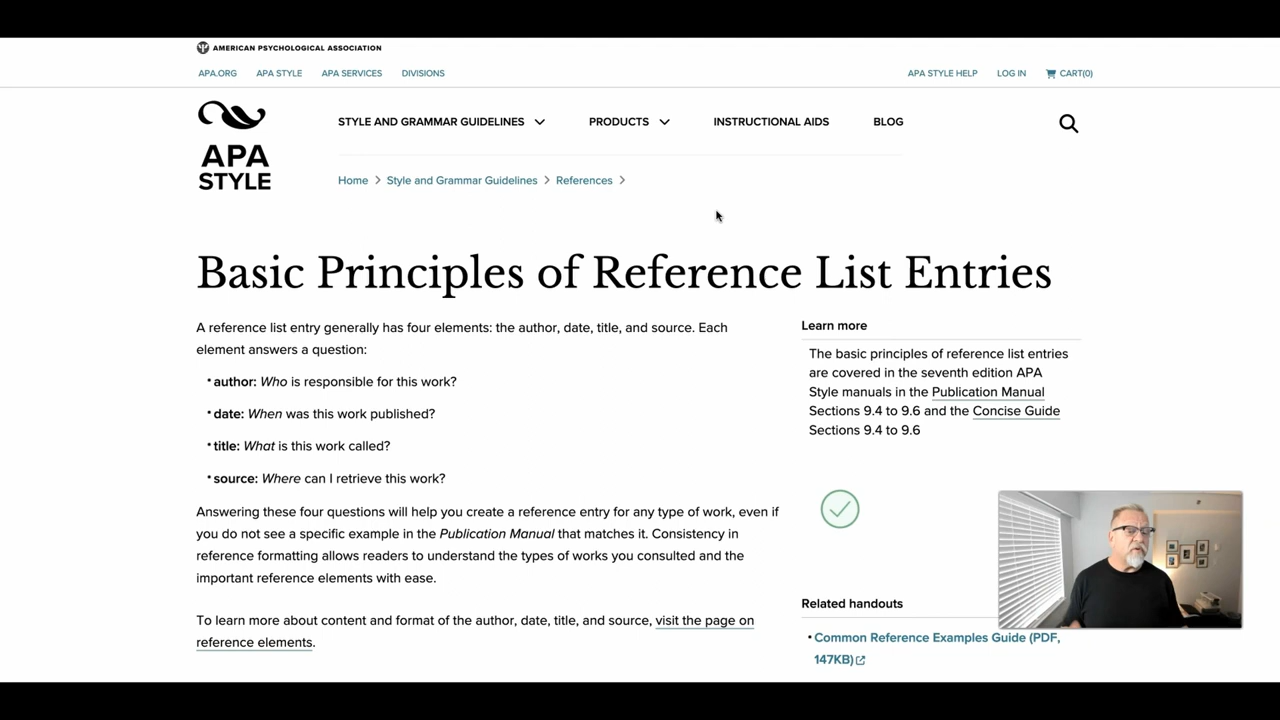 AMERICAN PSYCHOLOGICAL ASSOCIATION
APA.ORG APA STYLE APA SERVICES DIVISIONS APA STYLE HELP LOG IN CART(0)
APA STYLE
STYLE AND GRAMMAR GUIDELINES PRODUCTS INSTRUCTIONAL AIDS BLOG
Home > Style and Grammar Guidelines > References >
Basic Principles of Reference List Entries
A reference list entry generally has four elements: the author, date, title, and source. Each
element answers a question:
• author: Who is responsible for this work?
• date: When was this work published?
• title: What is this work called?
• source: Where can I retrieve this work?
Answering these four questions will help you create a reference entry for any type of work, even if
you do not see a specific example in the Publication Manual that matches it. Consistency in
reference formatting allows readers to understand the types of works you consulted and the
important reference elements with ease.
To learn more about content and format of the author, date, title, and source, visit the page on
reference elements.
Learn more
The basic principles of reference list entries
are covered in the seventh edition APA
Style manuals in the Publication Manual
Sections 9.4 to 9.6 and the Concise Guide
Sections 9.4 to 9.6
Related handouts
• Common Reference Examples Guide (PDF,
147KB)